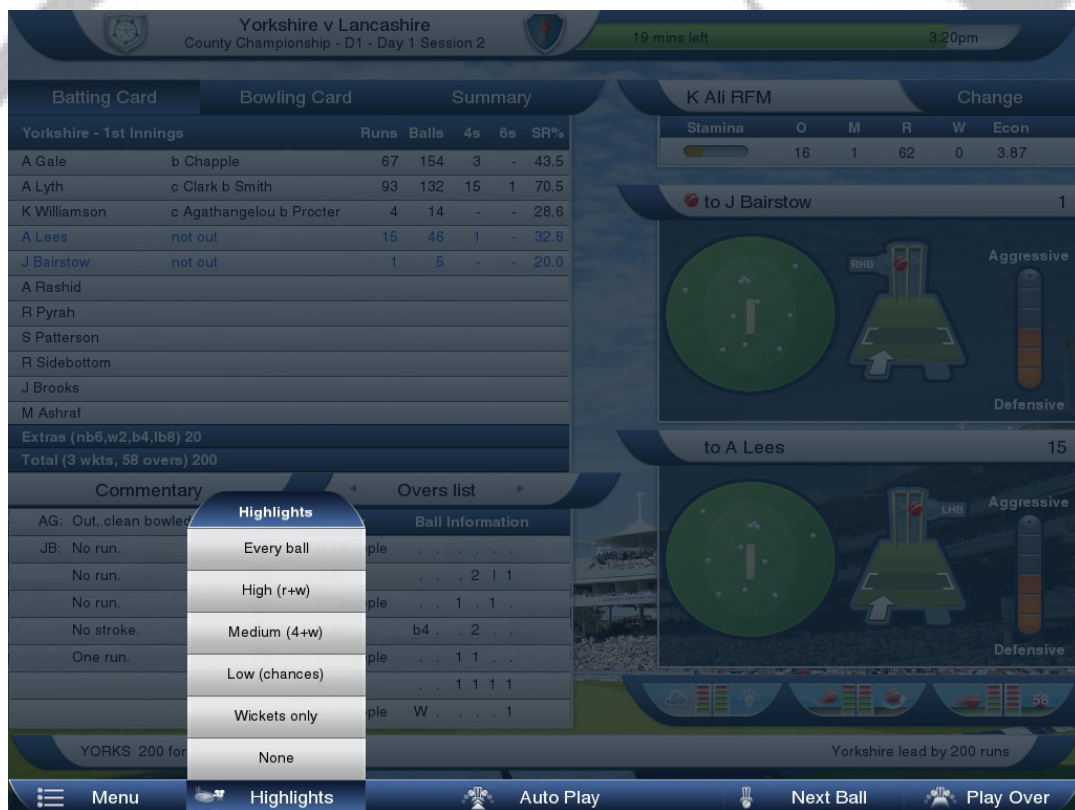 Yorkshire v Lancashire
County Championship - D1 - Day 1 Session 2
19 mins left 3:20pm
Batting Card Bowling Card Summary
Yorkshire - 1st Innings Runs Balls 4s 6s SR%
A Gale b Chapple 67 154 3 - 43.5
A Lyth c Clark b Smith 93 132 15 1 70.5
K Williamson c Agathangelou b Procter 4 14 - - 28.6
A Lees not out 15 46 1 - 32.6
J Bairstow not out 1 5 - - 20.0
A Rashid
R Pyrah
S Patterson
R Sidebottom
J Brooks
M Ashraf
Extras (nb6,w2,b4,lb8) 20
Total (3 wkts, 58 overs) 200
K Ali RFM Change
Stamina O M R W Econ
16 1 62 0 3.87
to J Bairstow 1
RHB
Aggressive
Defensive
to A Lees 15
LHB
Aggressive
Defensive
58
Commentary Overs list
AG: Out, clean bowled Ball Information
JB: No run. . . . . . .
No run. . . . 2 ! 1
No run. . . 1 . 1 .
No stroke. b4 . . 2 . .
One run. . . 1 1 . .
. . 1 1 1 1
W . . . . 1
Highlights
Every ball
High (r+w)
Medium (4+w)
Low (chances)
Wickets only
None
YORKS 200 for Yorkshire lead by 200 runs
Menu Highlights Auto Play Next Ball Play Over